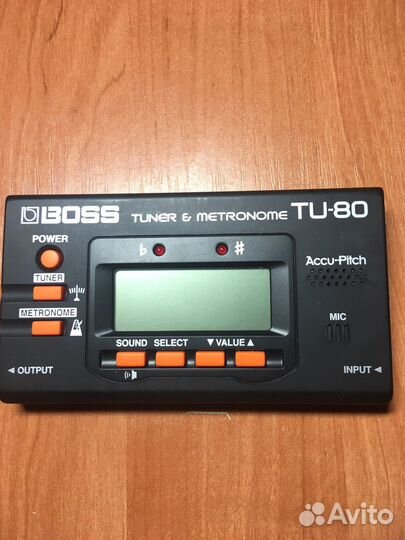 BOSS TUNER & METRONOME TU-80
POWER
♭ #
Accu-Pitch
TUNER
METRONOME
MIC
SOUND SELECT ▼ VALUE ▲
◄ OUTPUT INPUT ◄
Avito